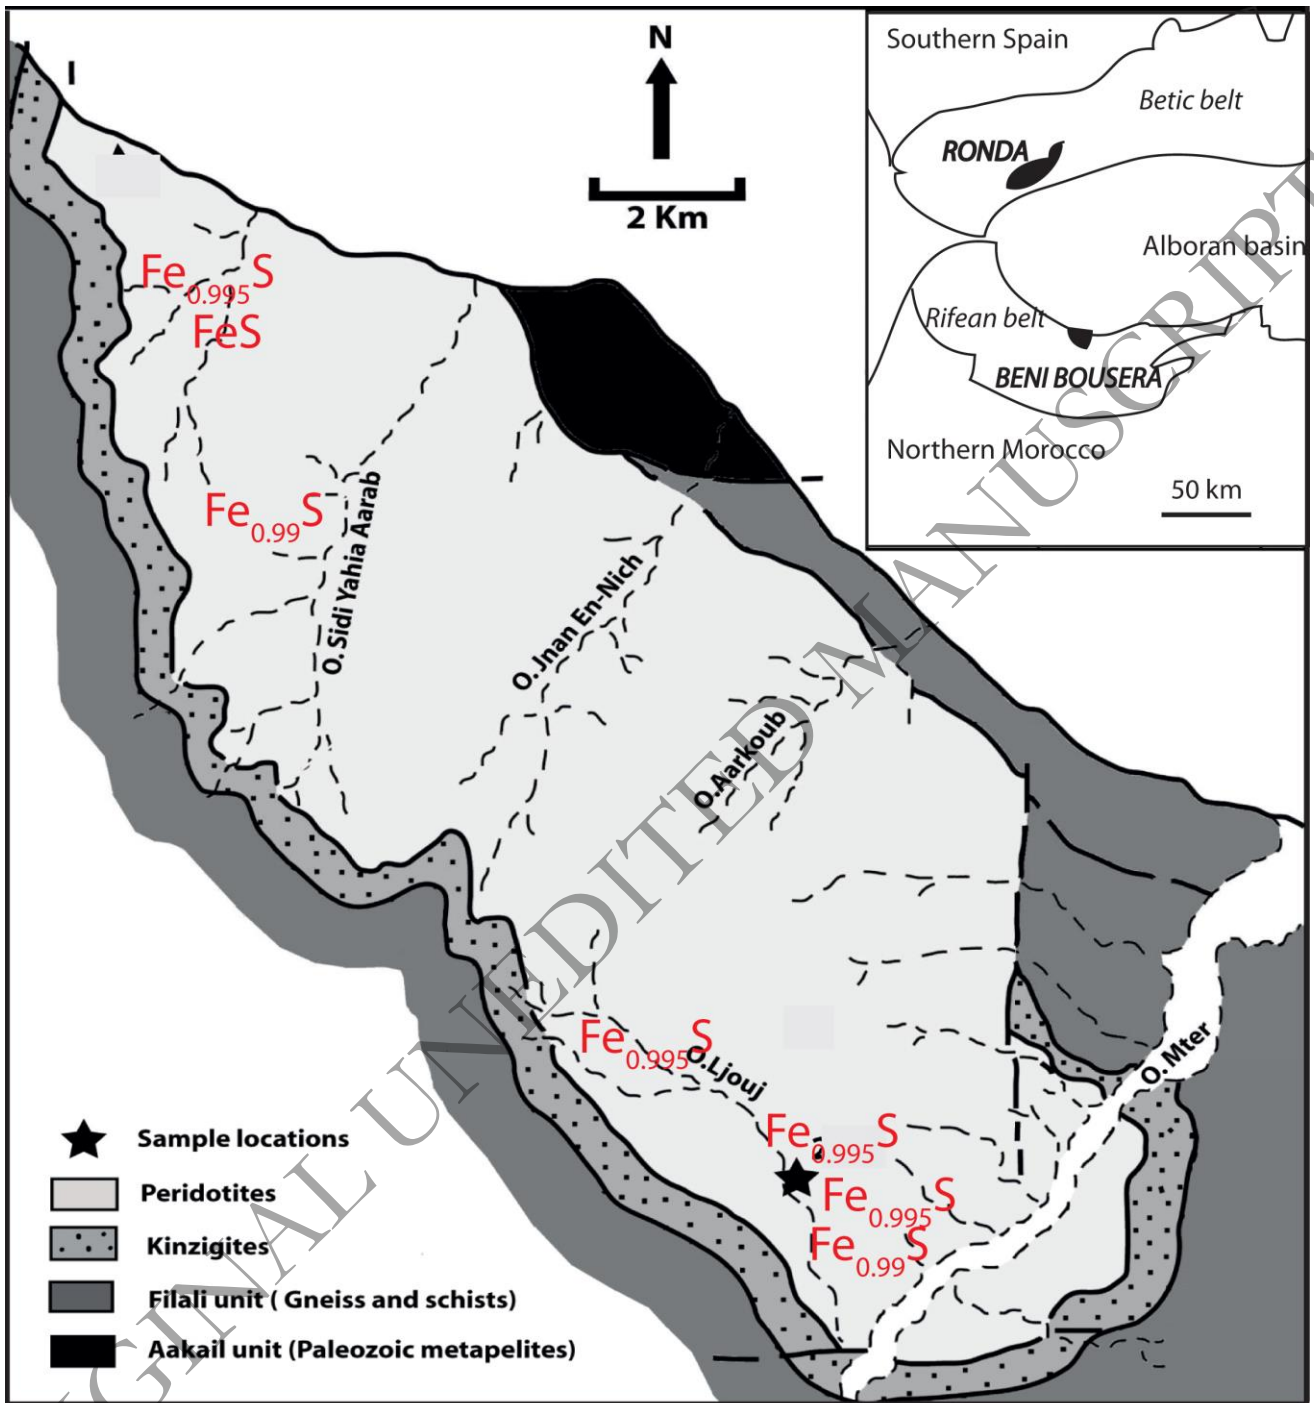 N
2 Km
Southern Spain
Betic belt
RONDA
Alboran basin
Rifean belt
BENI BOUSERA
Northern Morocco
50 km
Fe0.995S
FeS
Fe0.99S
O. Sidi Yahia Aarab
O. Jnan En-Nich
O.Aarkoub
Fe0.995S
O.Ljouj
O. Mter
Fe0.995S
Fe0.995S
Fe0.99S
Sample locations
Peridotites
Kinzigites
Filali unit ( Gneiss and schists)
Aakail unit (Paleozoic metapelites)
GINAL UNEDITED MANUSCRIPT